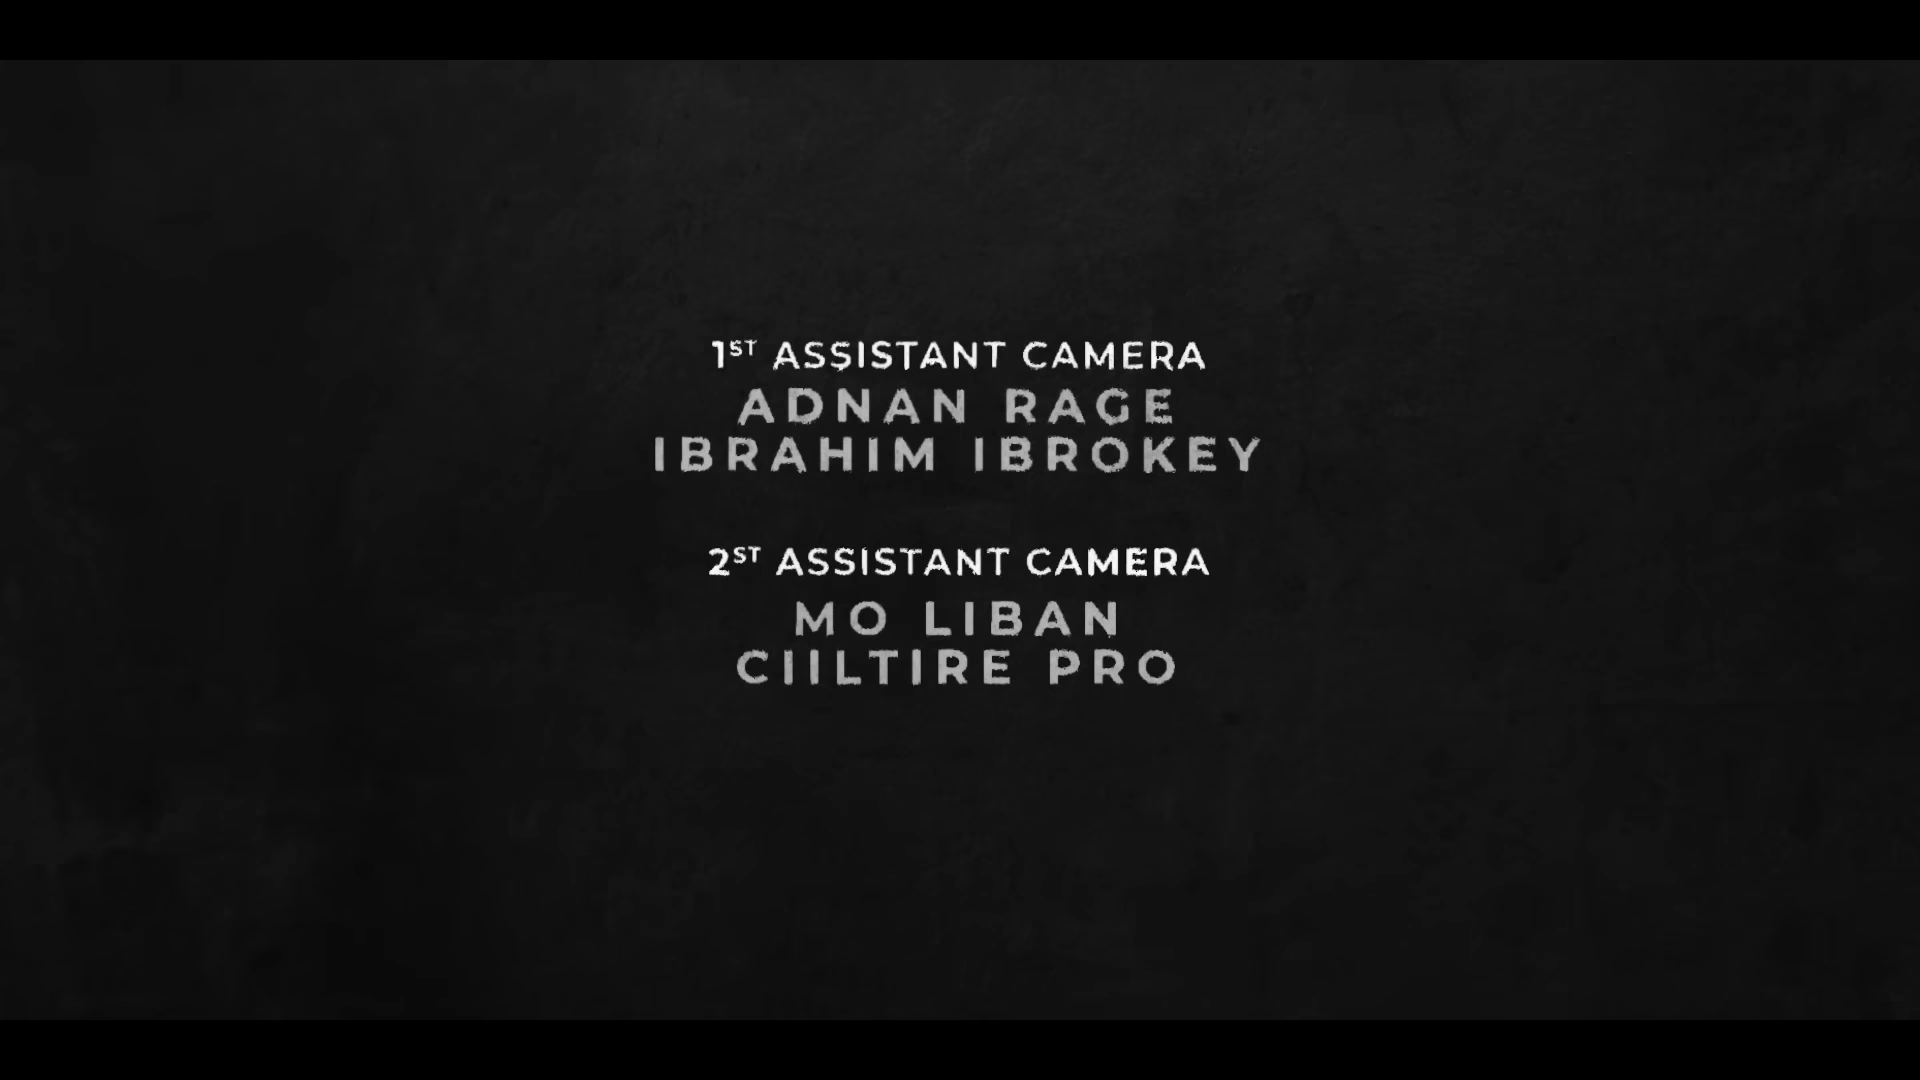 1ST ASSISTANT CAMERA
ADNAN RAGE
IBRAHIM IBROKEY
2ST ASSISTANT CAMERA
MO LIBAN
CIILTIRE PRO